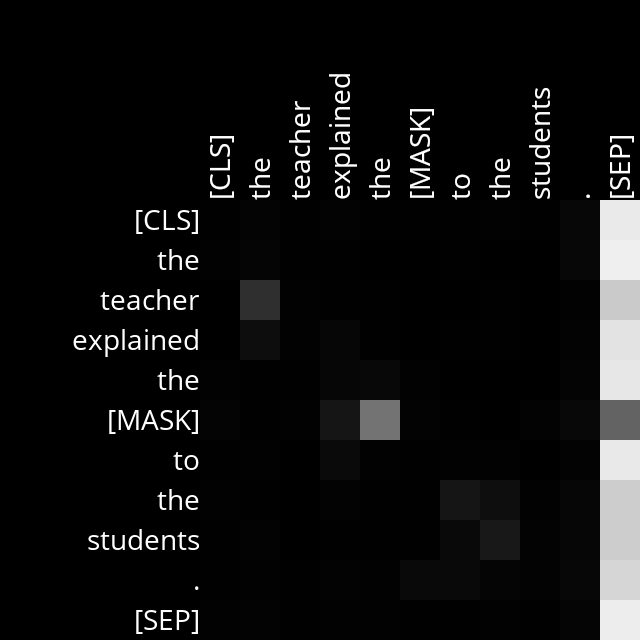 [CLS] the teacher explained the [MASK] to the students . [SEP]
[CLS]
the
teacher
explained
the
[MASK]
to
the
students
.
[SEP]